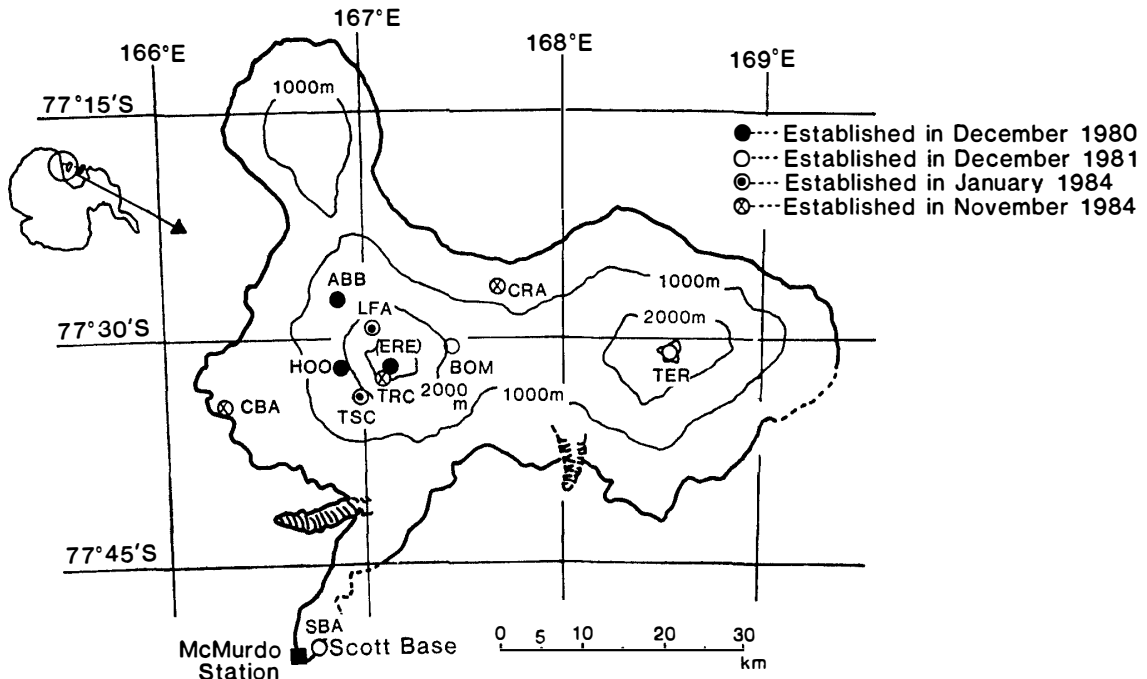 167°E
166°E
168°E
169°E
1000m
77°15'S
Established in December 1980
Established in December 1981
Established in January 1984
Established in November 1984
ABB
CRA
1000m
LFA
2000m
77°30'S
(ERE)
HOO
BOM
TER
TRC
2000
m
1000m
CBA
TSC
77°45'S
SBA
McMurdo
Station
Scott Base
0 5 10 20 30
km